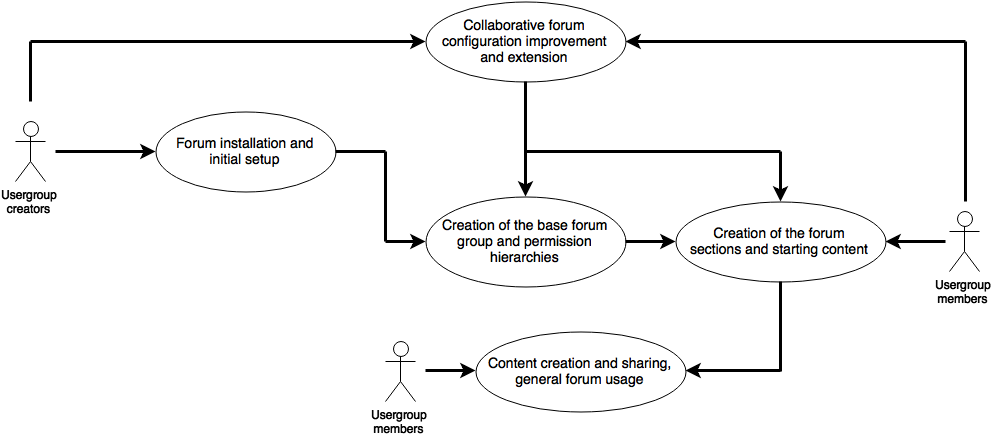 Collaborative forum
configuration improvement
and extension
Forum installation and
initial setup
Usergroup
creators
Creation of the base forum
group and permission
hierarchies
Creation of the forum
sections and starting content
Usergroup
members
Content creation and sharing,
general forum usage
Usergroup
members